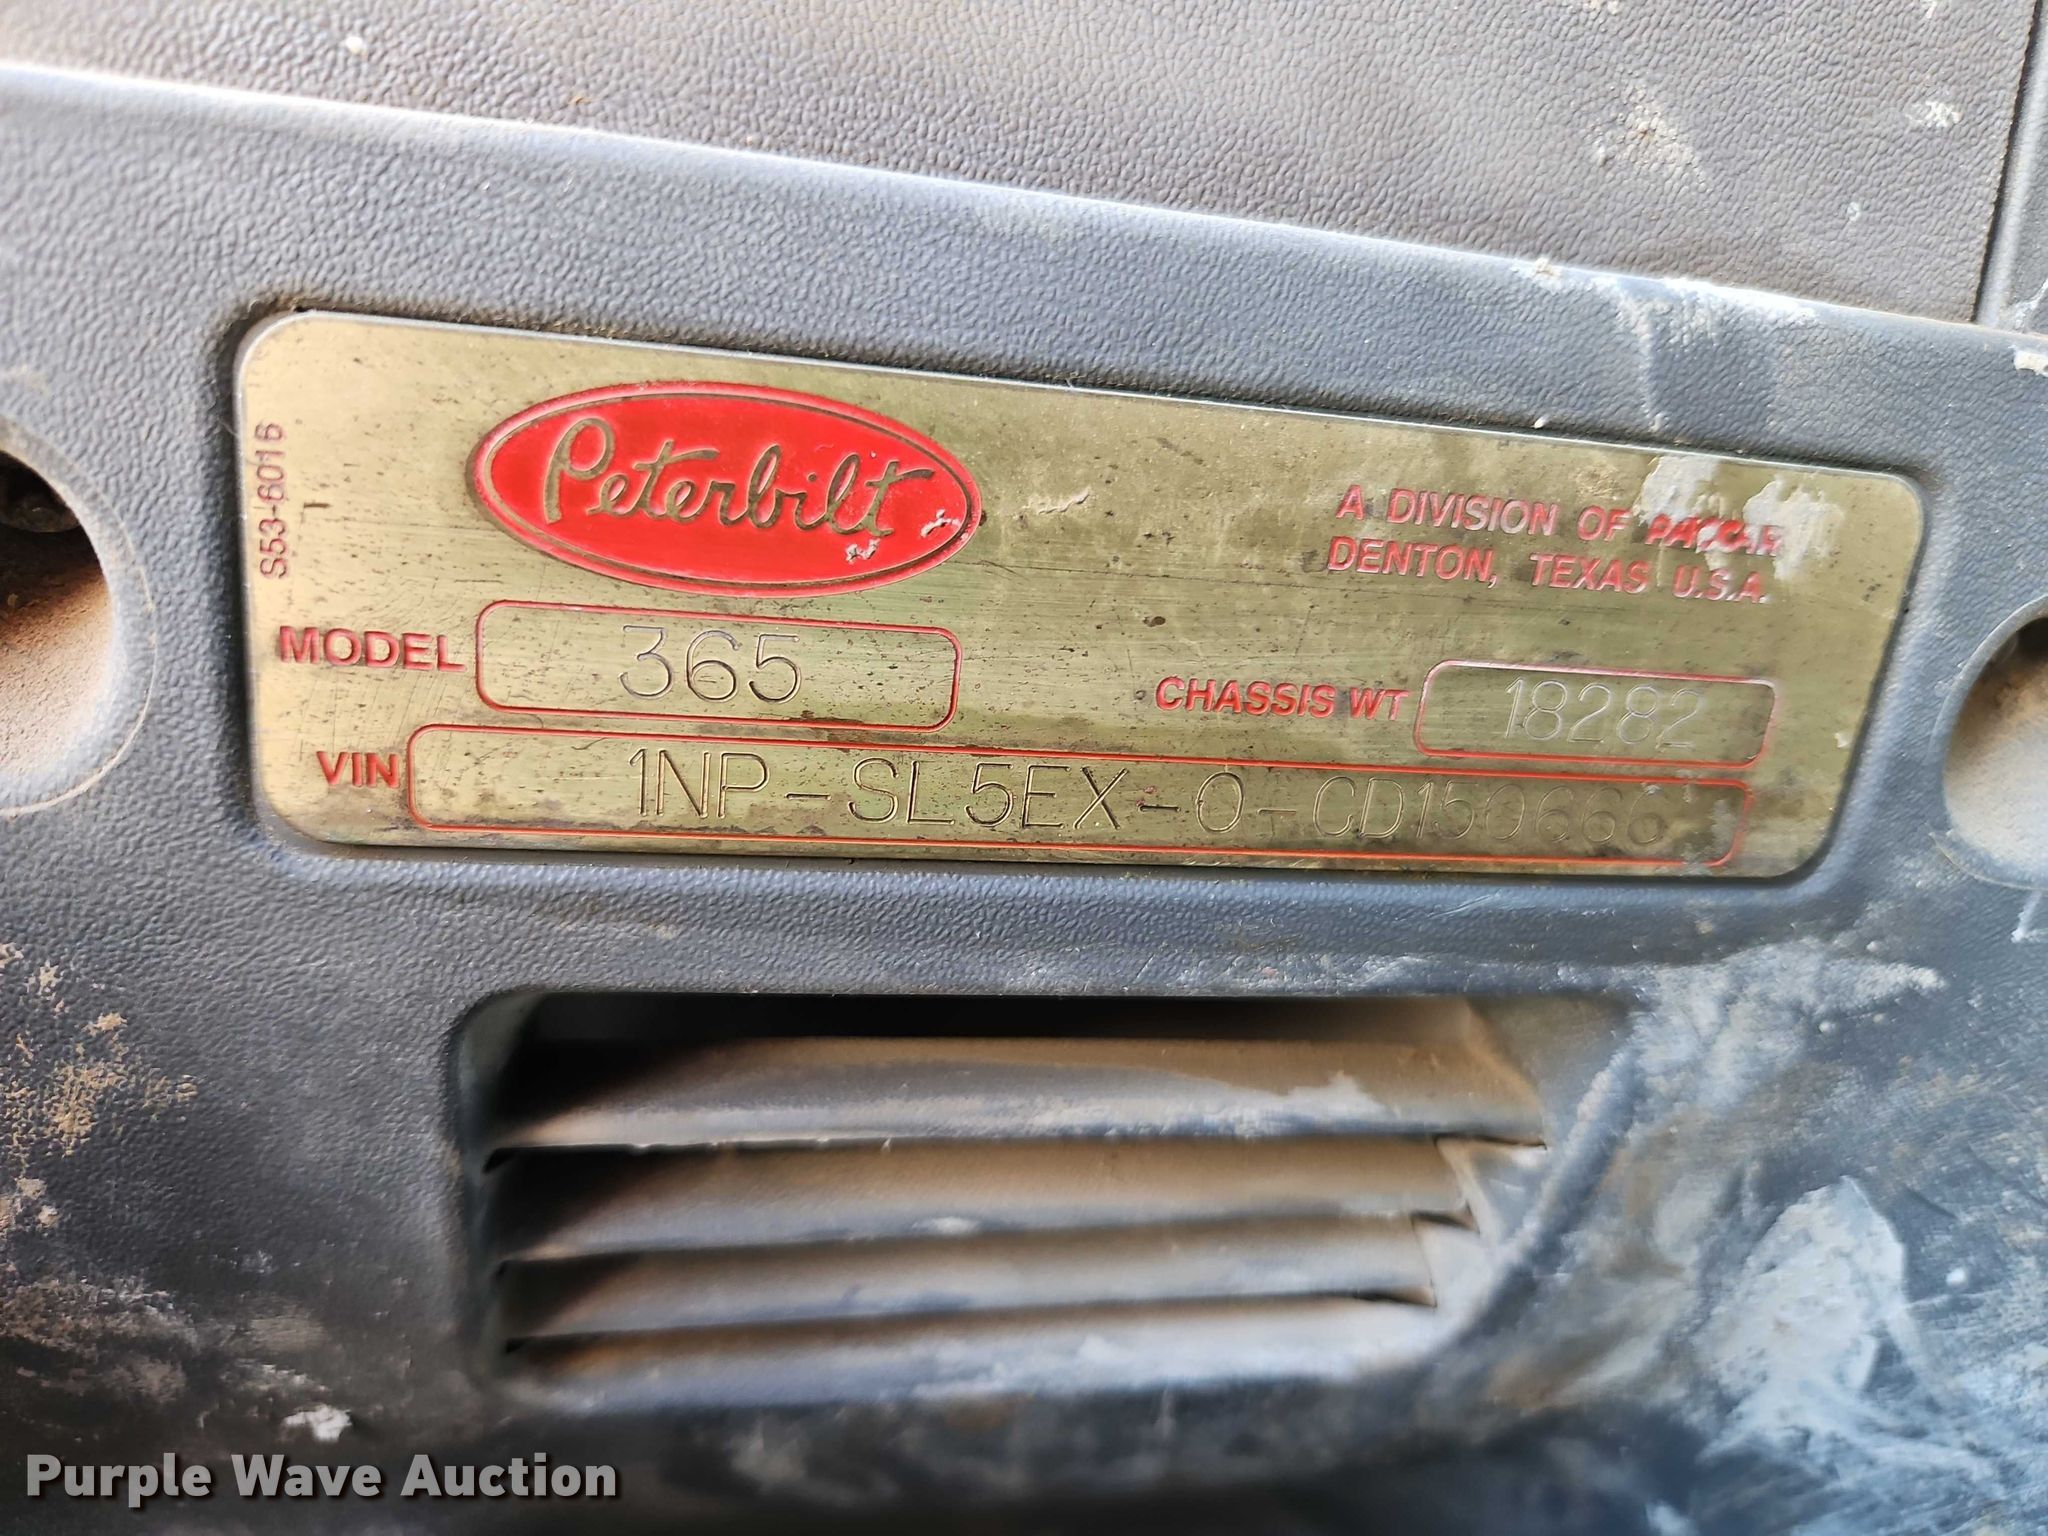 S53-6016
Peterbilt
A DIVISION OF PACCAR
DENTON, TEXAS U.S.A.
MODEL 365
CHASSIS WT 18282
VIN 1NP-SL5EX-0-CD150666
Purple Wave Auction